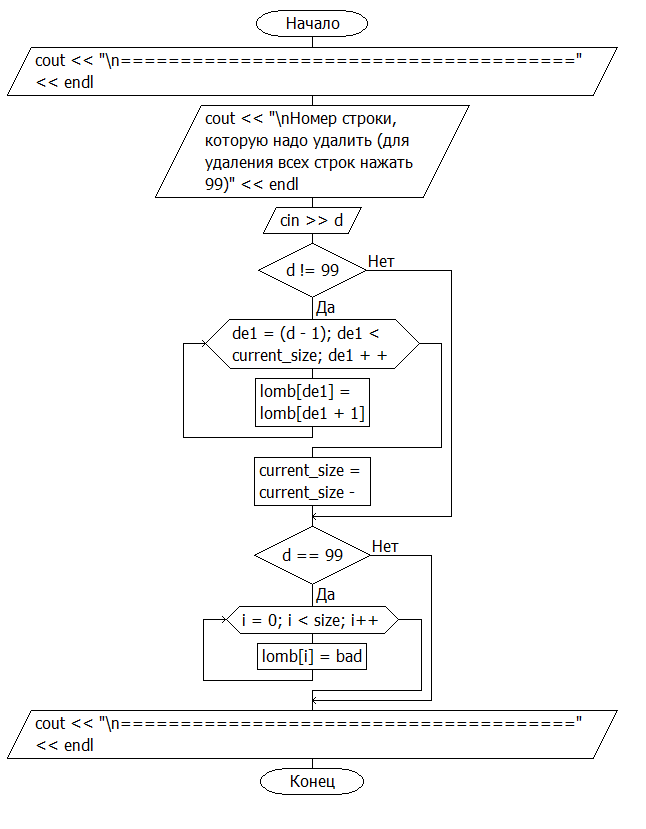 Начало
cout << "\n======================================"
<< endl
cout << "\nНомер строки,
которую надо удалить (для
удаления всех строк нажать
99)" << endl
cin >> d
d != 99
Нет
Да
de1 = (d - 1); de1 <
current_size; de1 + +
lomb[de1] =
lomb[de1 + 1]
current_size =
current_size -
d == 99
Нет
Да
i = 0; i < size; i++
lomb[i] = bad
cout << "\n======================================"
<< endl
Конец